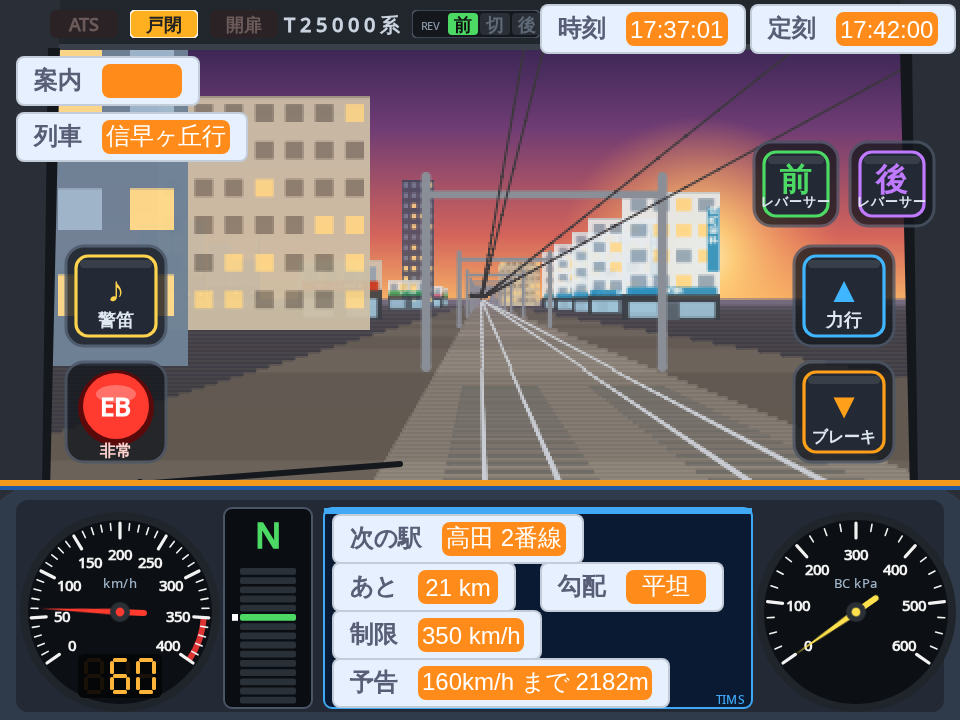 ATS 戸閉 開扉 T25000系 REV 前 切 後
時刻 17:37:01 定刻 17:42:00
案内
列車 信早ヶ丘行
前 レバーサー
後 レバーサー
♪ 警笛
▲ 力行
EB 非常
▼ ブレーキ
km/h
0 50 100 150 200 250 300 350 400
60
N
次の駅 高田 2番線
あと 21 km 勾配 平坦
制限 350 km/h
予告 160km/h まで 2182m
TIMS
BC kPa
0 100 200 300 400 500 600